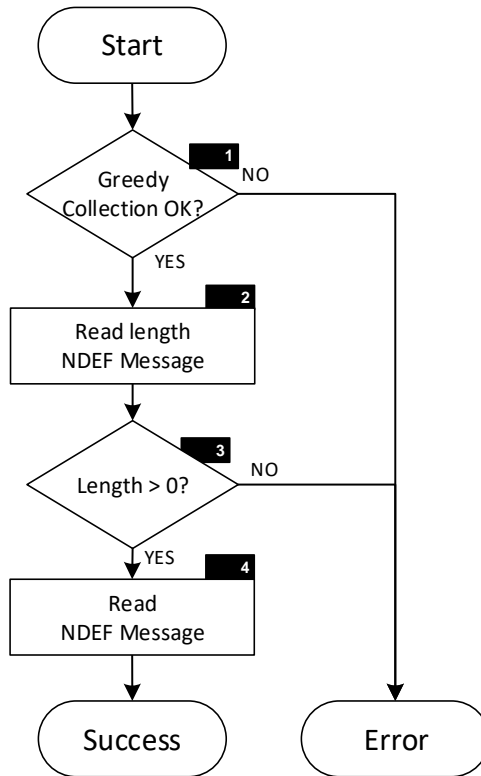 Start
1
Greedy
Collection OK?
NO
YES
2
Read length
NDEF Message
3
Length > 0?
NO
YES
4
Read
NDEF Message
Success
Error